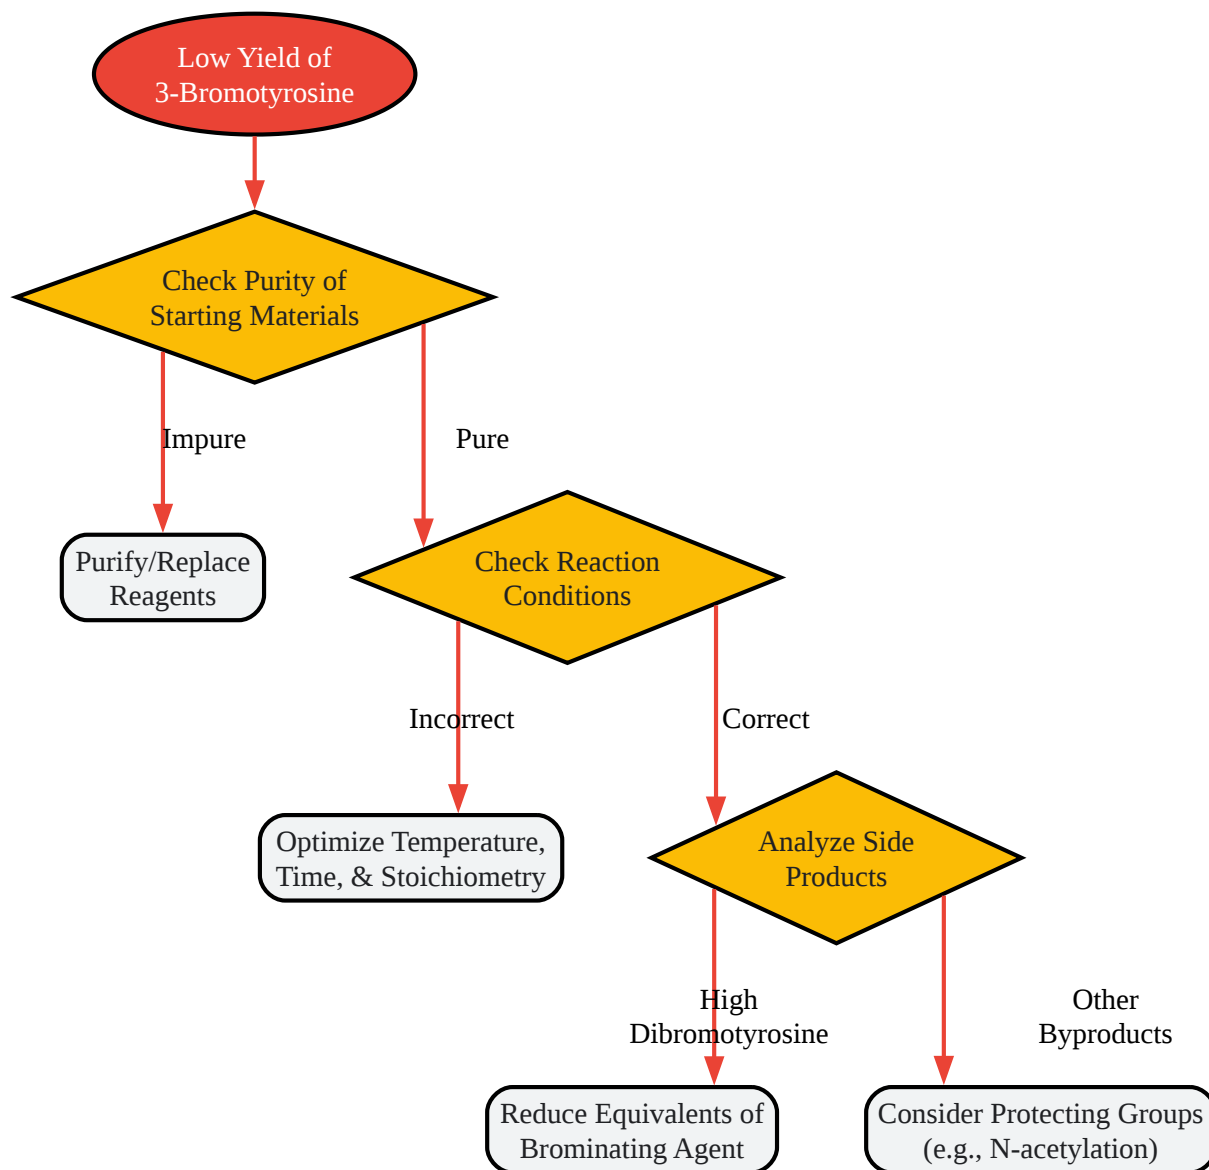 Low Yield of
3-Bromotyrosine
Check Purity of
Starting Materials
Impure
Pure
Purify/Replace
Reagents
Check Reaction
Conditions
Incorrect
Correct
Optimize Temperature,
Time, & Stoichiometry
Analyze Side
Products
High
Dibromotyrosine
Other
Byproducts
Reduce Equivalents of
Brominating Agent
Consider Protecting Groups
(e.g., N-acetylation)